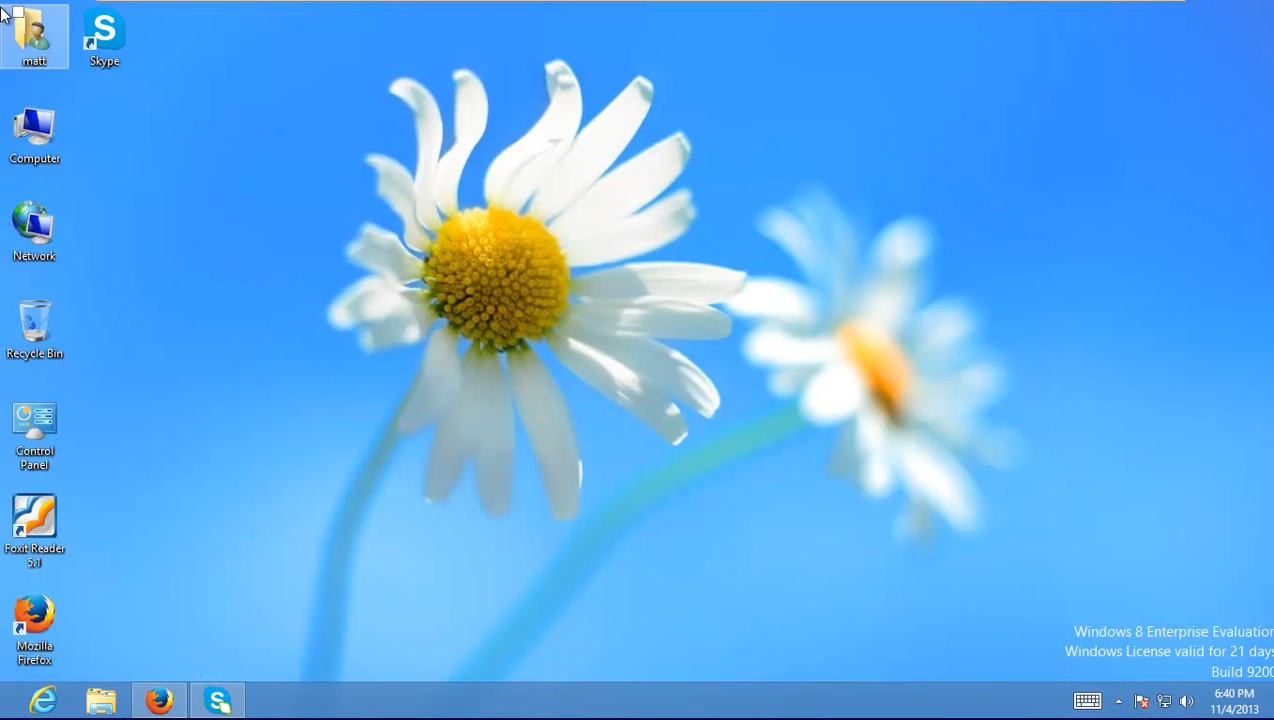 matt
Skype
Computer
Network
Recycle Bin
Control
Panel
Foxit Reader
5.1
Mozilla
Firefox
Windows 8 Enterprise Evaluation
Windows License valid for 21 days
Build 9200
6:40 PM
11/4/2013